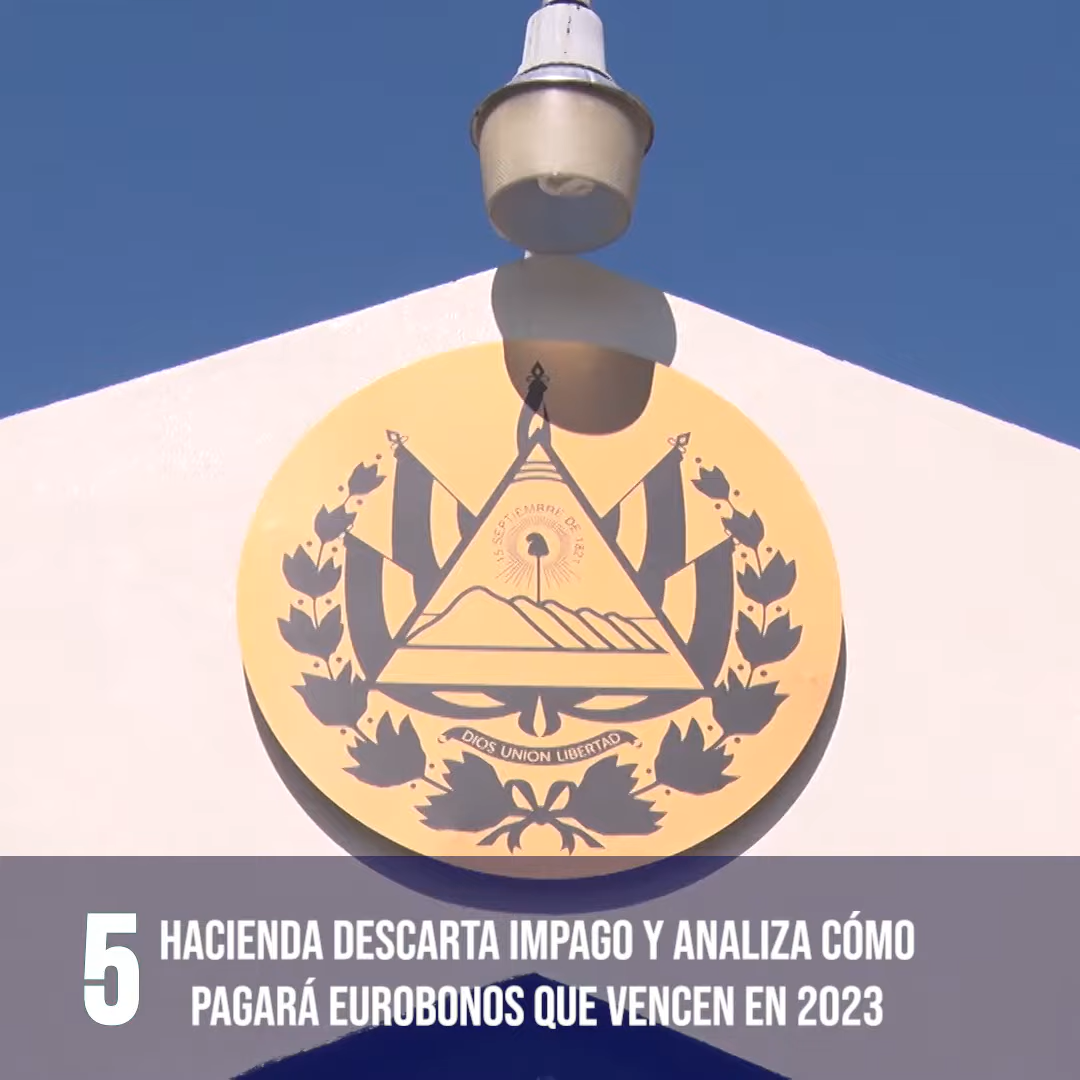 15 SEPTIEMBRE DE 1821
DIOS UNION LIBERTAD
5 HACIENDA DESCARTA IMPAGO Y ANALIZA CÓMO
PAGARÁ EUROBONOS QUE VENCEN EN 2023